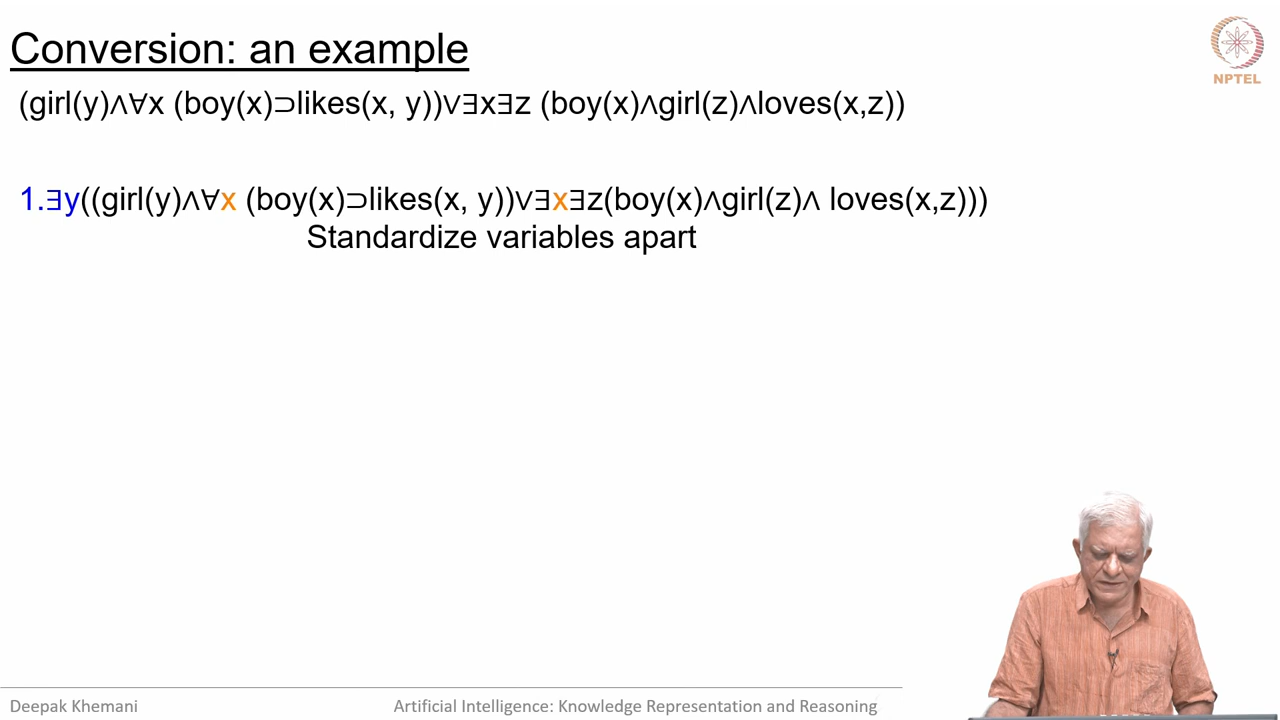 Conversion: an example
NPTEL
(girl(y)∧∀x (boy(x)⊃likes(x, y))∨∃x∃z (boy(x)∧girl(z)∧loves(x,z))
1.∃y((girl(y)∧∀x (boy(x)⊃likes(x, y))∨∃x∃z(boy(x)∧girl(z)∧ loves(x,z)))
Standardize variables apart
Deepak Khemani
Artificial Intelligence: Knowledge Representation and Reasoning